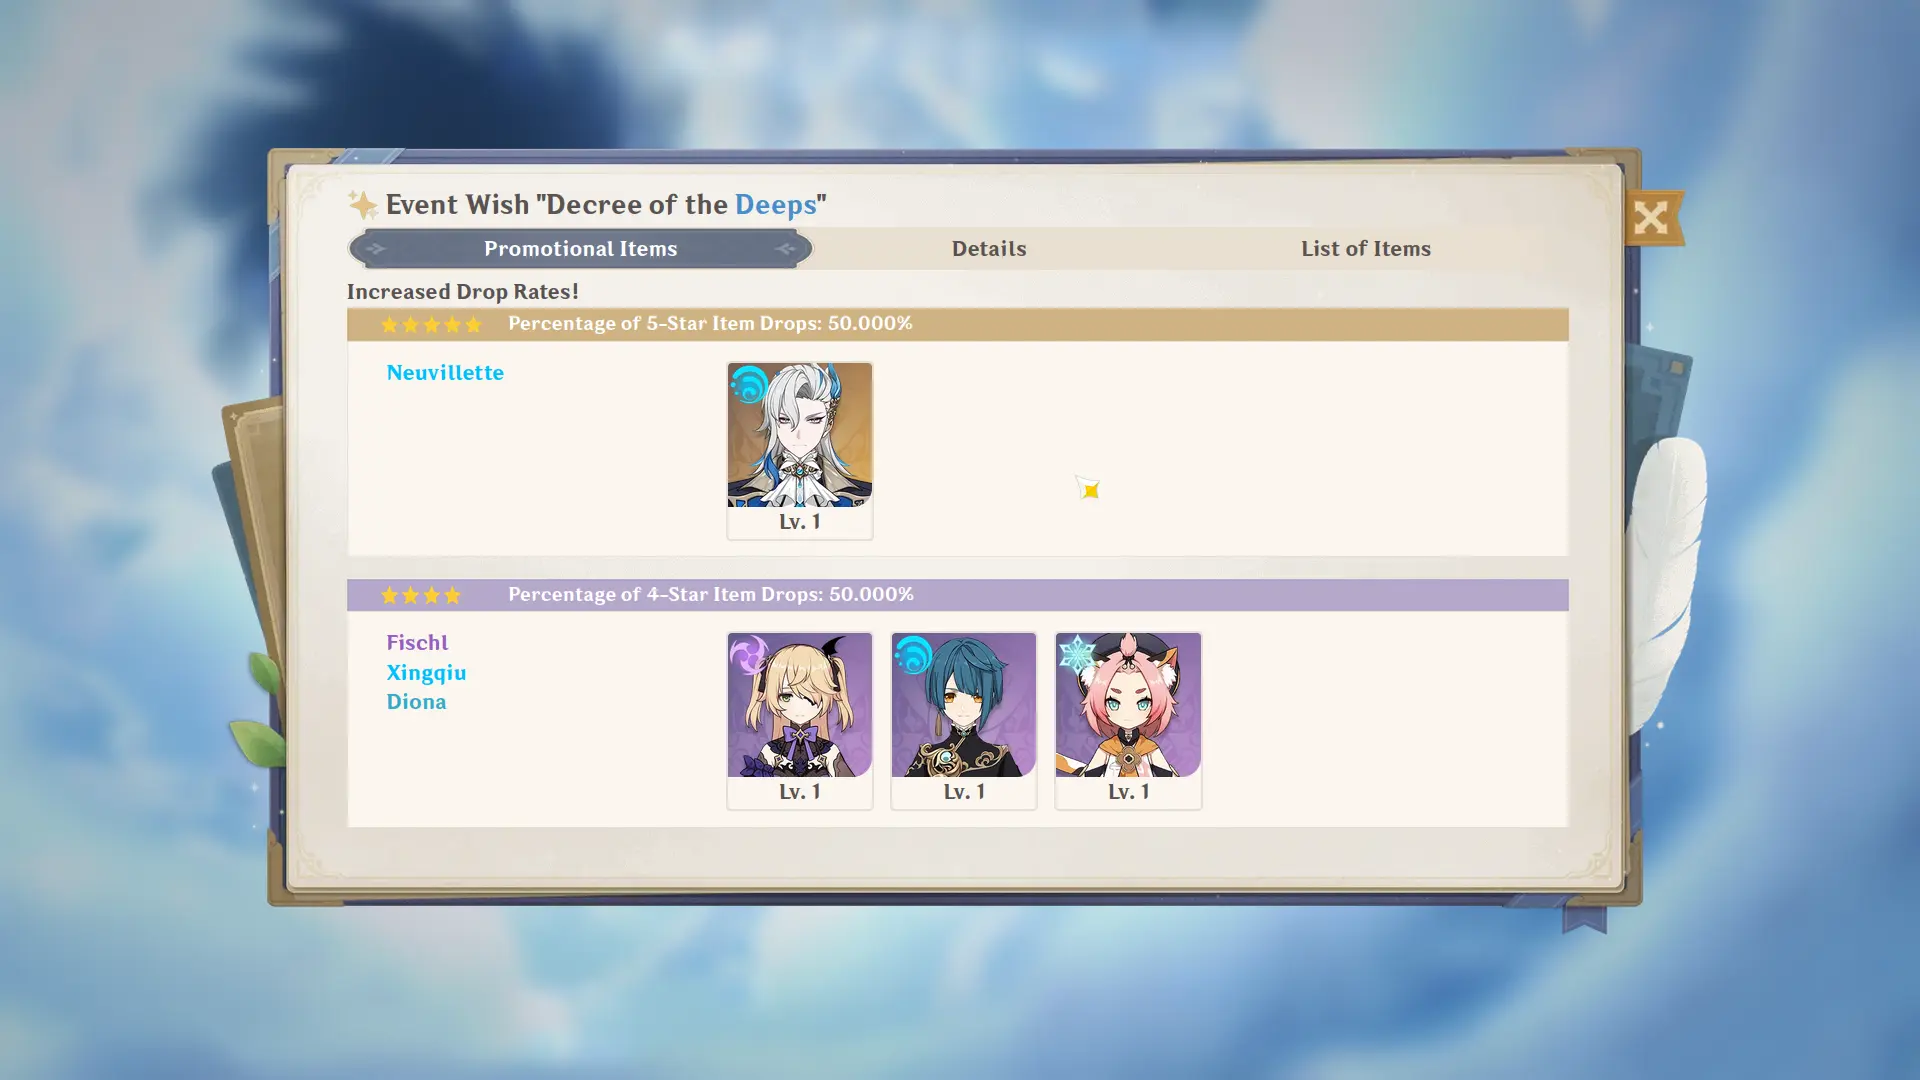 Event Wish "Decree of the Deeps"
Promotional Items
Details
List of Items
Increased Drop Rates!
Percentage of 5-Star Item Drops: 50.000%
Neuvillette
Lv. 1
Percentage of 4-Star Item Drops: 50.000%
Fischl
Xingqiu
Diona
Lv. 1
Lv. 1
Lv. 1